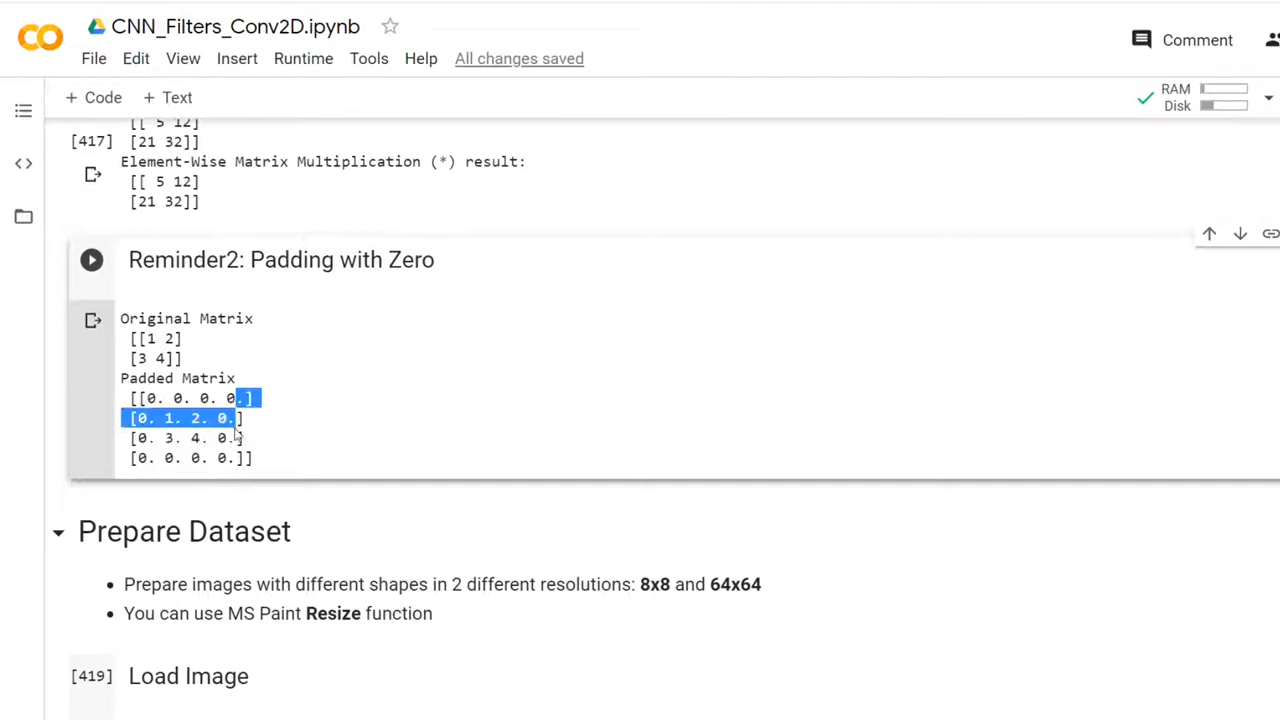 CNN_Filters_Conv2D.ipynb
File Edit View Insert Runtime Tools Help All changes saved
Comment
+ Code + Text
RAM
Disk
[[ 5 12]
[417] [21 32]]
Element-Wise Matrix Multiplication (*) result:
[[ 5 12]
[21 32]]
Reminder2: Padding with Zero
Original Matrix
[[1 2]
[3 4]]
Padded Matrix
[[0. 0. 0. 0.]
[0. 1. 2. 0.]
[0. 3. 4. 0.]
[0. 0. 0. 0.]]
Prepare Dataset
• Prepare images with different shapes in 2 different resolutions: 8x8 and 64x64
• You can use MS Paint Resize function
[419] Load Image